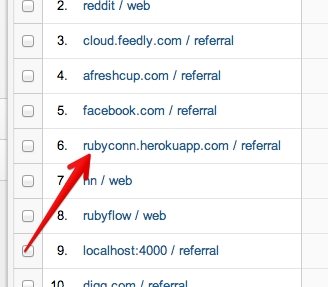 2. reddit / web
3. cloud.feedly.com / referral
4. afreshcup.com / referral
5. facebook.com / referral
6. rubyconn.herokuapp.com / referral
7. hn / web
8. rubyflow / web
9. localhost:4000 / referral
10. digg.com / referral